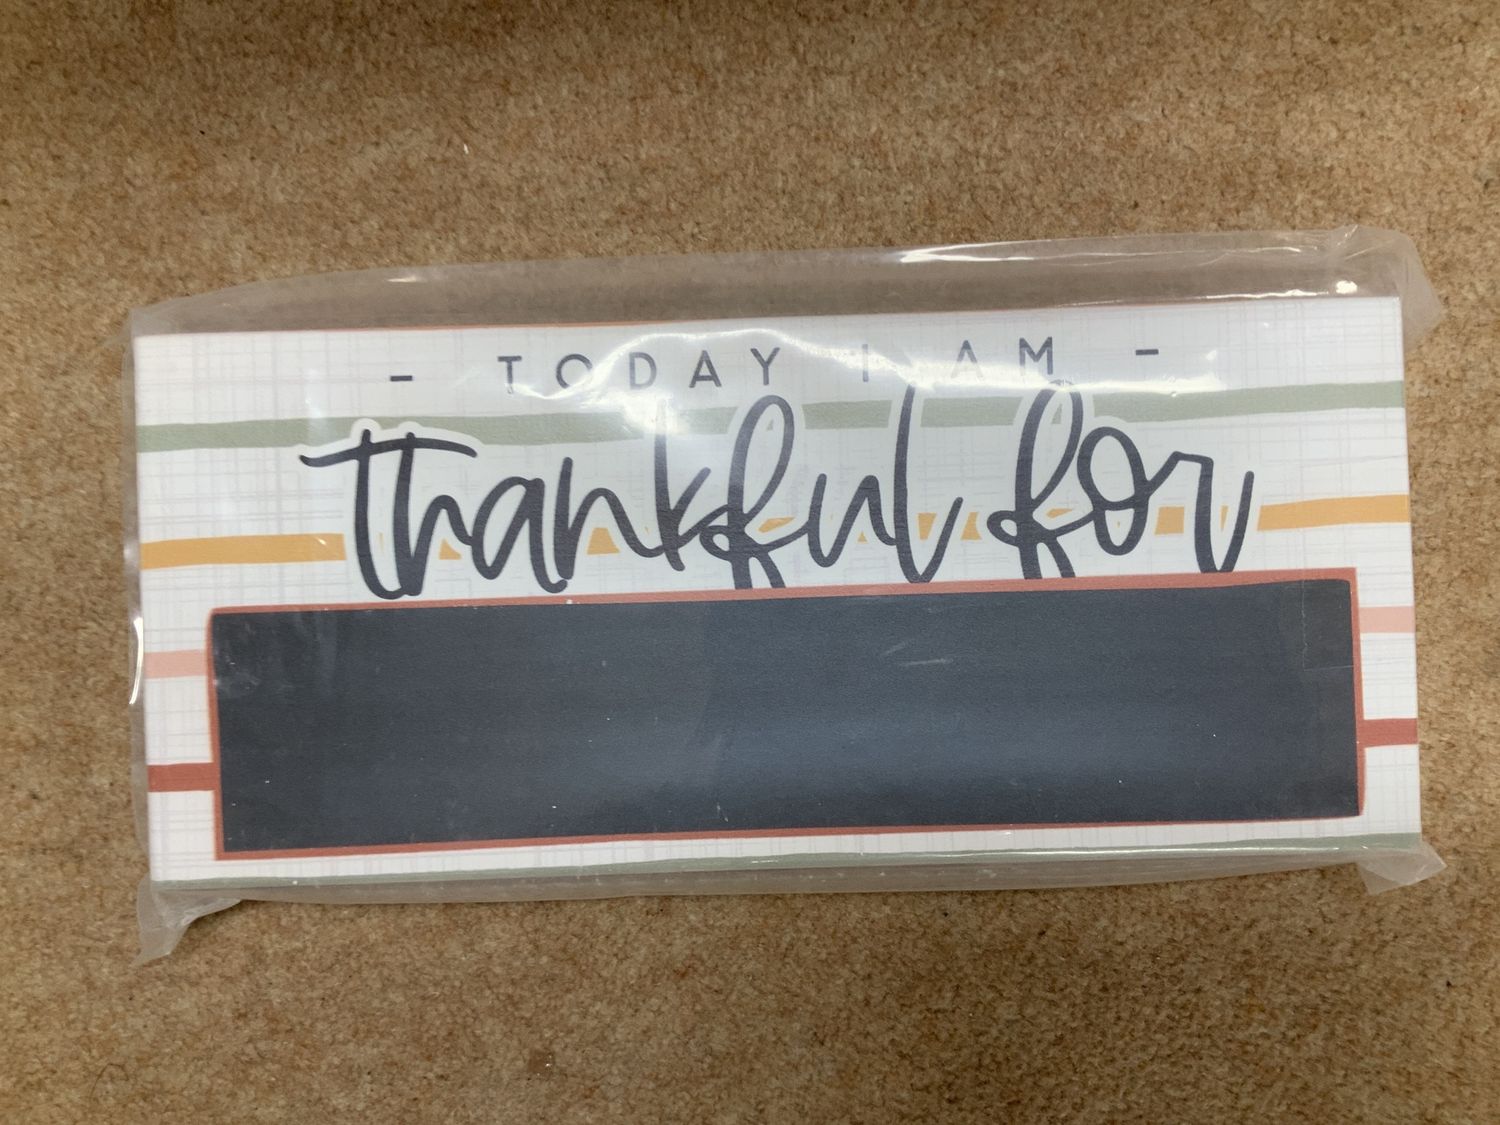 - TODAY I AM -
thankful for